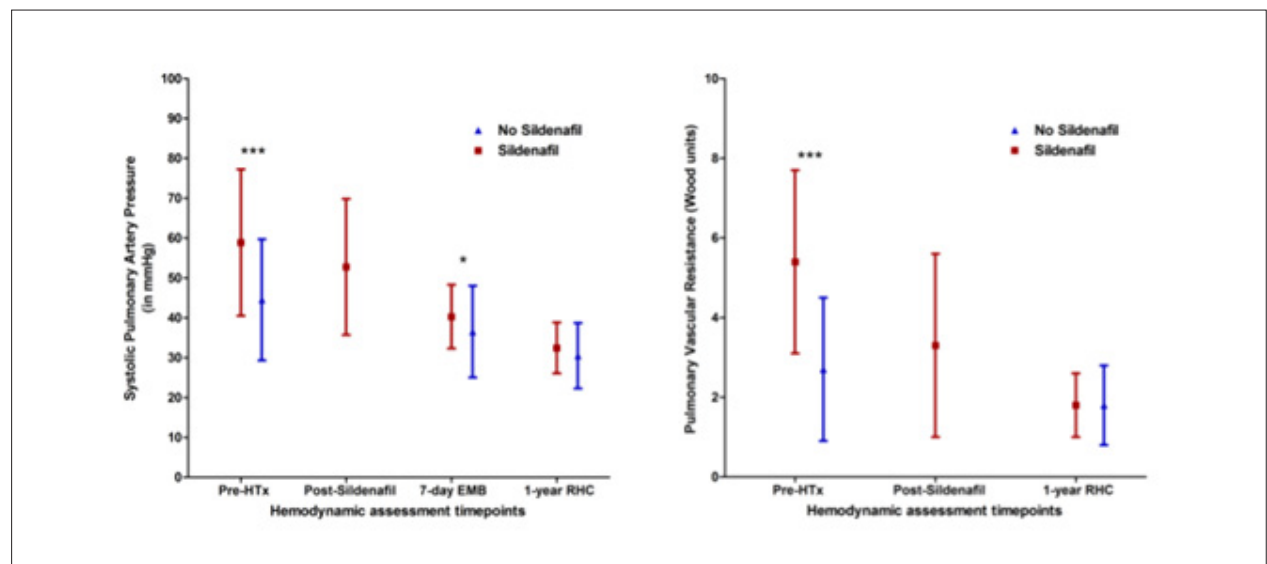 Systolic Pulmonary Artery Pressure
(in mmHg)
100
90
80
70
60
50
40
30
20
10
0
***
*
No Sildenafil
Sildenafil
Pre-HTx Post-Sildenafil 7-day EMB 1-year RHC
Hemodynamic assessment timepoints
Pulmonary Vascular Resistance (Wood units)
10
8
6
4
2
0
***
No Sildenafil
Sildenafil
Pre-HTx Post-Sildenafil 1-year RHC
Hemodynamic assessment timepoints